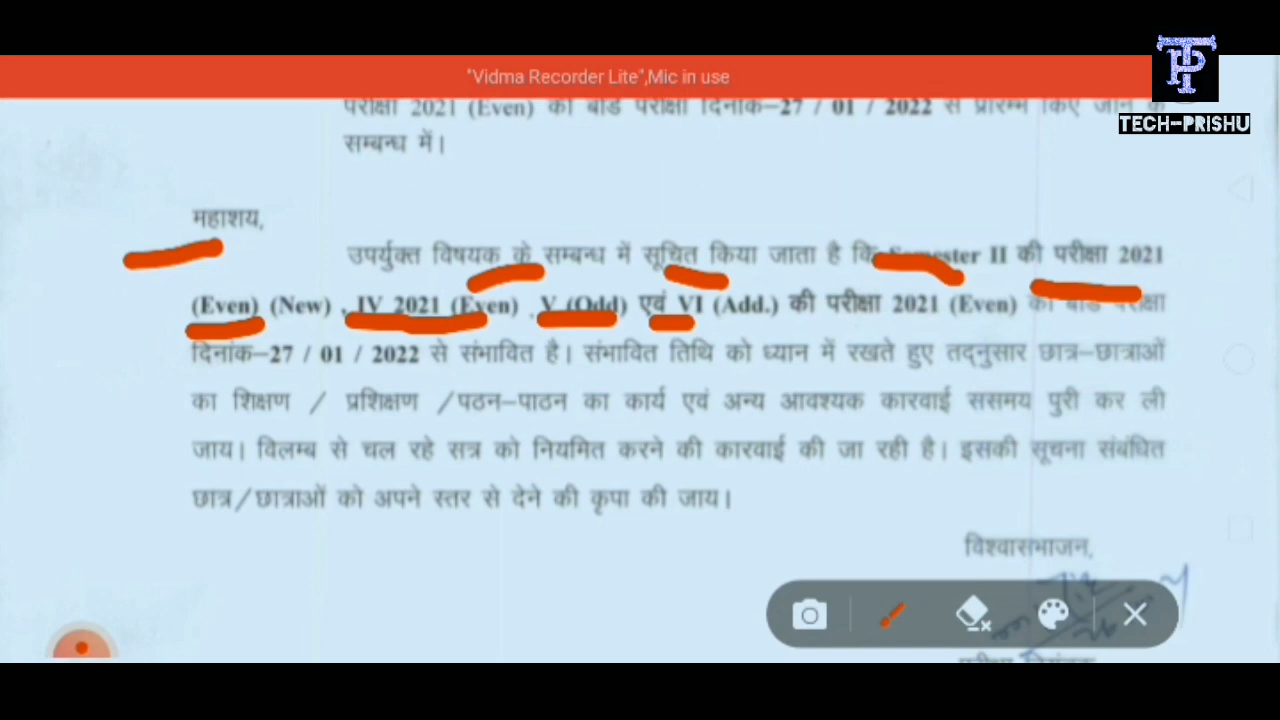 "Vidma Recorder Lite",Mic in use
TP
TECH-PRISHU
परीक्षा 2021 (Even) की बोर्ड परीक्षा दिनांक-27 / 01 / 2022 से प्रारम्भ किए जाने के
सम्बन्ध में।
महाशय,
उपर्युक्त विषयक के सम्बन्ध में सूचित किया जाता है कि Semester II की परीक्षा 2021
(Even) (New) , IV 2021 (Even) , V (Odd) एवं VI (Add.) की परीक्षा 2021 (Even) की बोर्ड परीक्षा
दिनांक-27 / 01 / 2022 से संभावित है। संभावित तिथि को ध्यान में रखते हुए तद्नुसार छात्र-छात्राओं
का शिक्षण / प्रशिक्षण /पठन-पाठन का कार्य एवं अन्य आवश्यक कारवाई ससमय पुरी कर ली
जाय। विलम्ब से चल रहे सत्र को नियमित करने की कारवाई की जा रही है। इसकी सूचना संबंधित
छात्र/छात्राओं को अपने स्तर से देने की कृपा की जाय।
विश्वासभाजन,